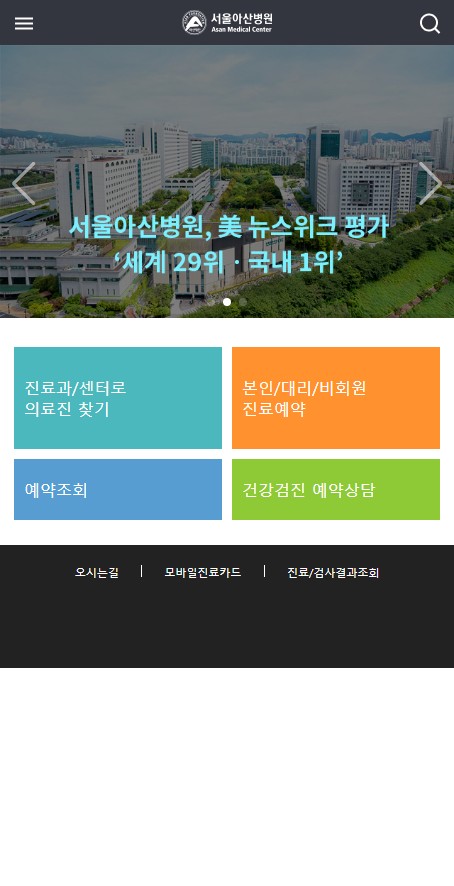 서울아산병원
Asan Medical Center
서울아산병원, 美 뉴스위크 평가
‘세계 29위 · 국내 1위’
진료과/센터로
의료진 찾기
본인/대리/비회원
진료예약
예약조회
건강검진 예약상담
오시는길
모바일진료카드
진료/검사결과조회